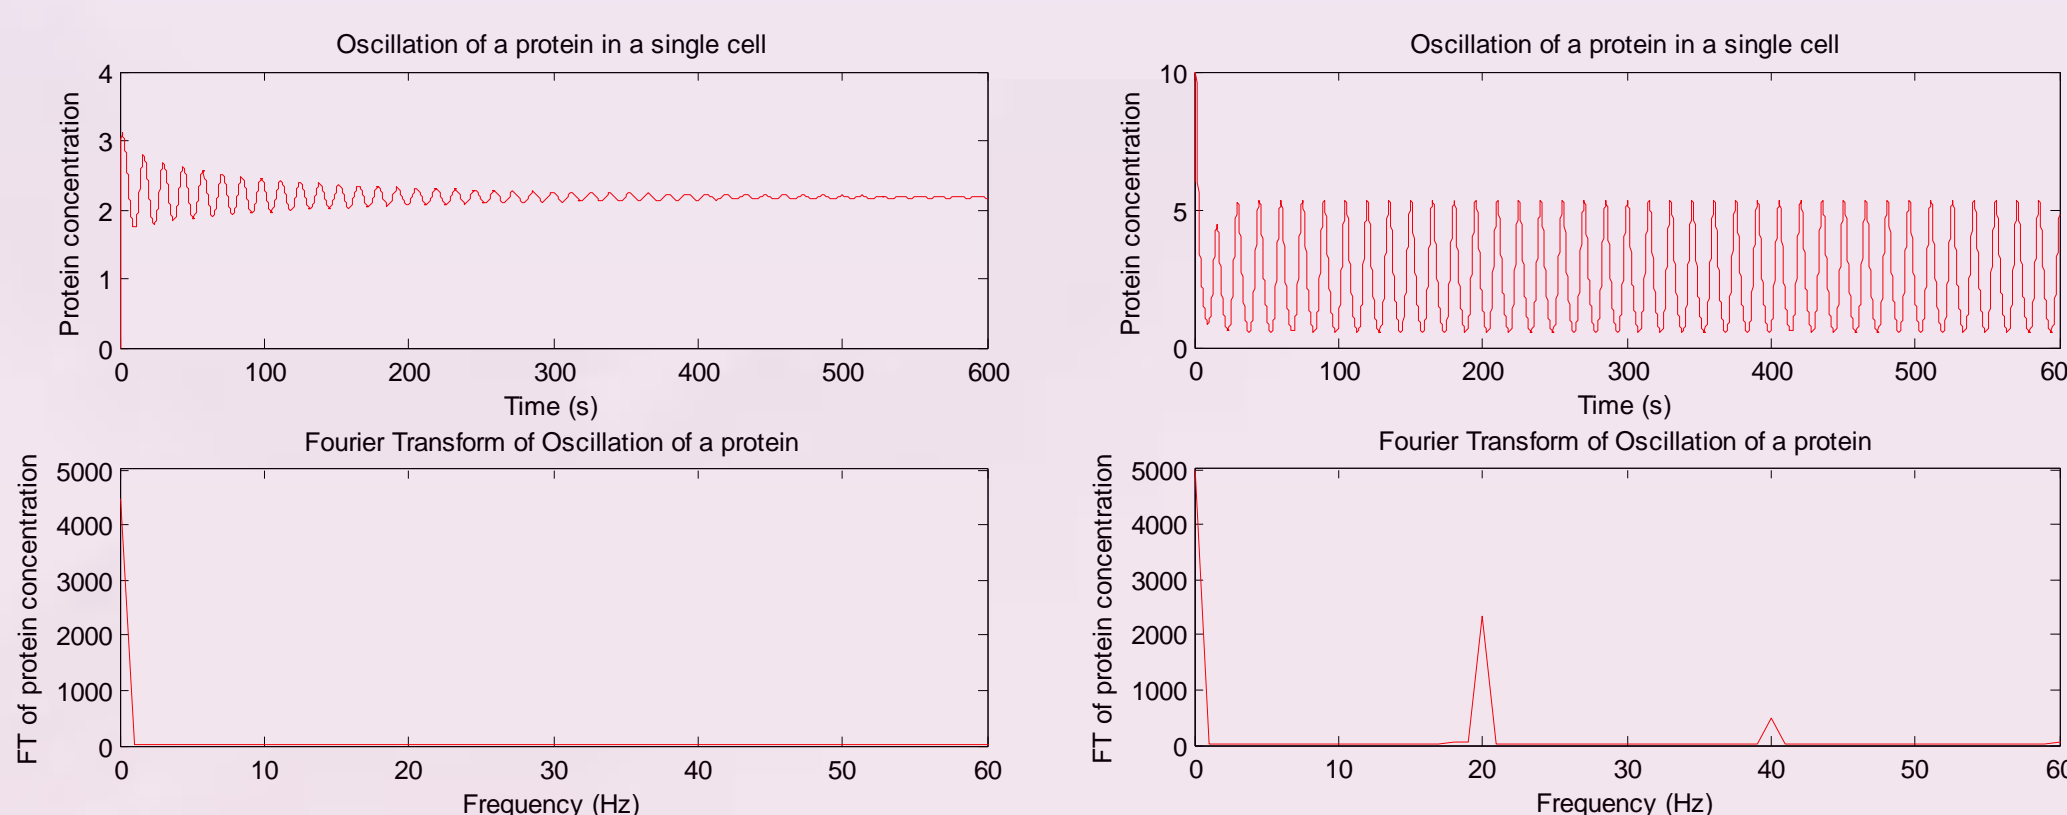 Oscillation of a protein in a single cell
Protein concentration
4
3
2
1
0
0 100 200 300 400 500 600
Time (s)
Oscillation of a protein in a single cell
Protein concentration
10
5
0
0 100 200 300 400 500 60
Time (s)
Fourier Transform of Oscillation of a protein
FT of protein concentration
5000
4000
3000
2000
1000
0
0 10 20 30 40 50 60
Frequency (Hz)
Fourier Transform of Oscillation of a protein
FT of protein concentration
5000
4000
3000
2000
1000
0
0 10 20 30 40 50 60
Frequency (Hz)